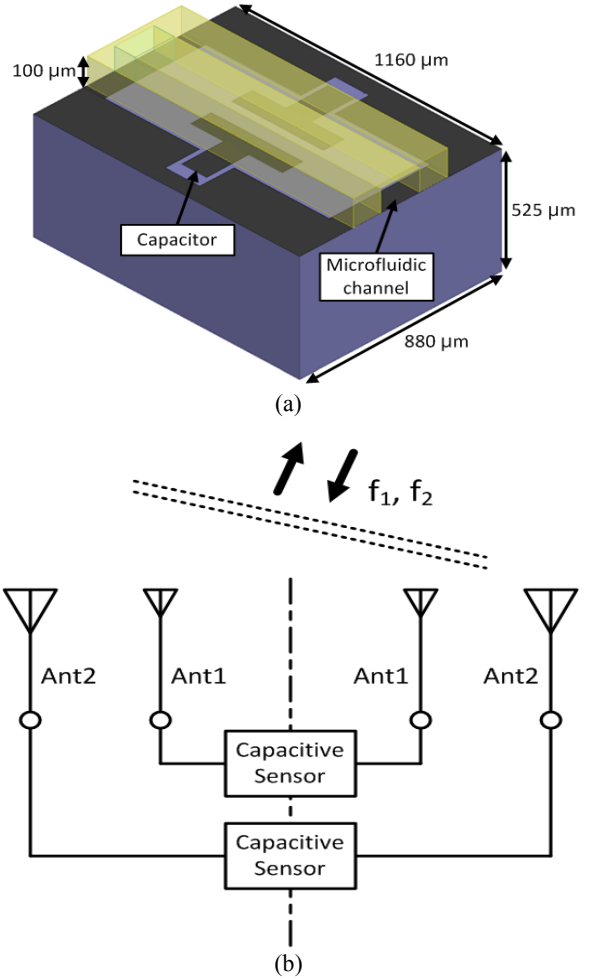 1160 µm
100 µm
525 µm
Capacitor
Microfluidic
channel
880 µm
(a)
f1, f2
Ant2
Ant1
Ant1
Ant2
Capacitive
Sensor
Capacitive
Sensor
(b)